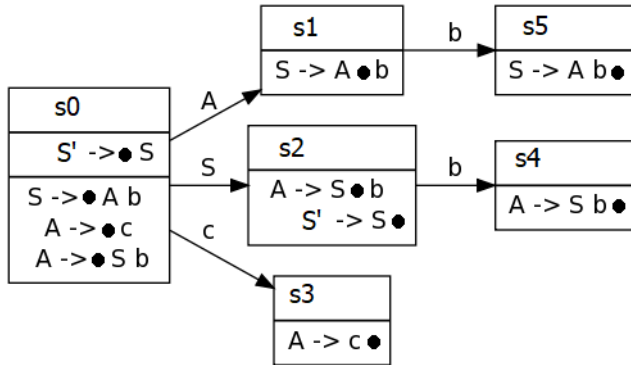 s0
S' -> ● S
S -> ● A b
A -> ● c
A -> ● S b
A
S
c
s1
S -> A ● b
s2
A -> S ● b
S' -> S ●
s3
A -> c ●
b
b
s5
S -> A b ●
s4
A -> S b ●